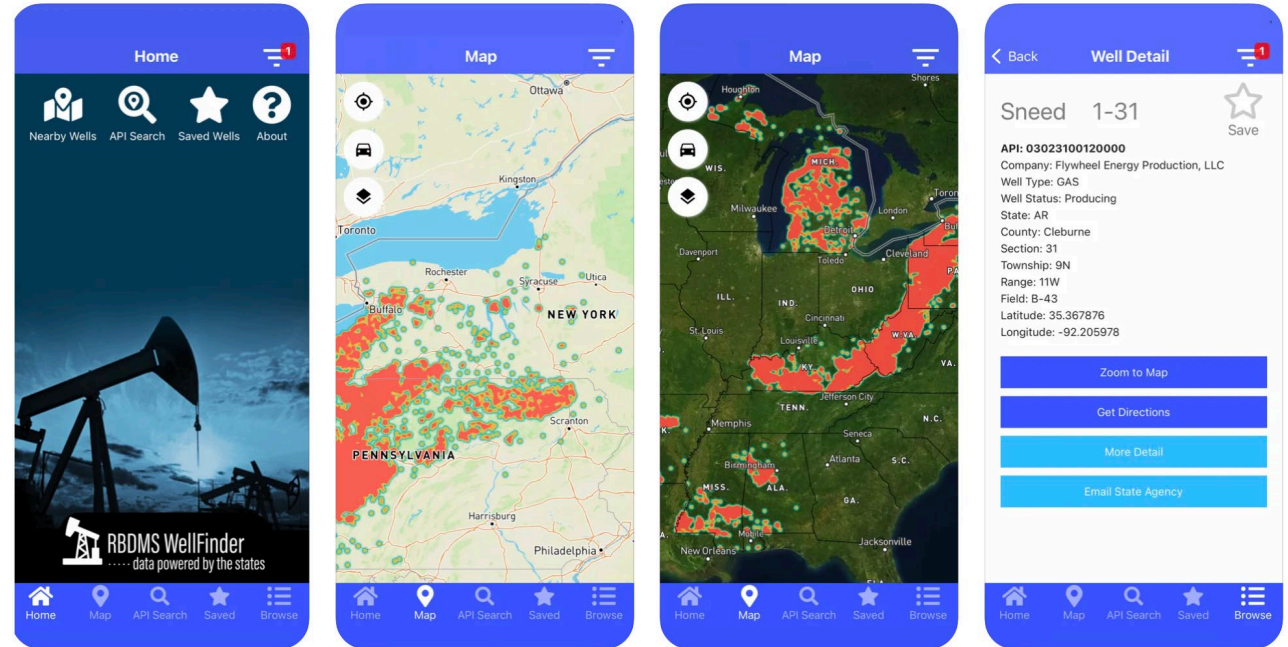 Home
1
Nearby Wells
API Search
Saved Wells
About
RBDMS WellFinder
..... data powered by the states
Home
Map
API Search
Saved
Browse
Map
Ottawa
Kingston
Toronto
Rochester
Syracuse
Utica
Buffalo
NEW YORK
Scranton
PENNSYLVANIA
Harrisburg
Philadelphia
Home
Map
API Search
Saved
Browse
Map
Shores
Houghton
MICH.
WIS.
Toron
Milwaukee
London
Detroit
Buf
Davenport
Toledo
Cleveland
PA
ILL.
IND.
OHIO
Cincinnati
St. Louis
Louisville
W.VA.
KY.
VA.
Jefferson City
TENN.
Memphis
N.C.
Seneca
Birmingham
Atlanta
S.C.
MISS.
ALA.
GA.
Mobile
Jacksonville
New Orleans
FLA
Home
Map
API Search
Saved
Browse
Back
Well Detail
1
Sneed 1-31
Save
API: 03023100120000
Company: Flywheel Energy Production, LLC
Well Type: GAS
Well Status: Producing
State: AR
County: Cleburne
Section: 31
Township: 9N
Range: 11W
Field: B-43
Latitude: 35.367876
Longitude: -92.205978
Zoom to Map
Get Directions
More Detail
Email State Agency
Home
Map
API Search
Saved
Browse